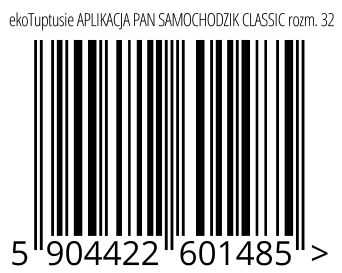 ekoTuptusie APLIKACJA PAN SAMOCHODZIK CLASSIC rozm. 32
5 904422 601485 >